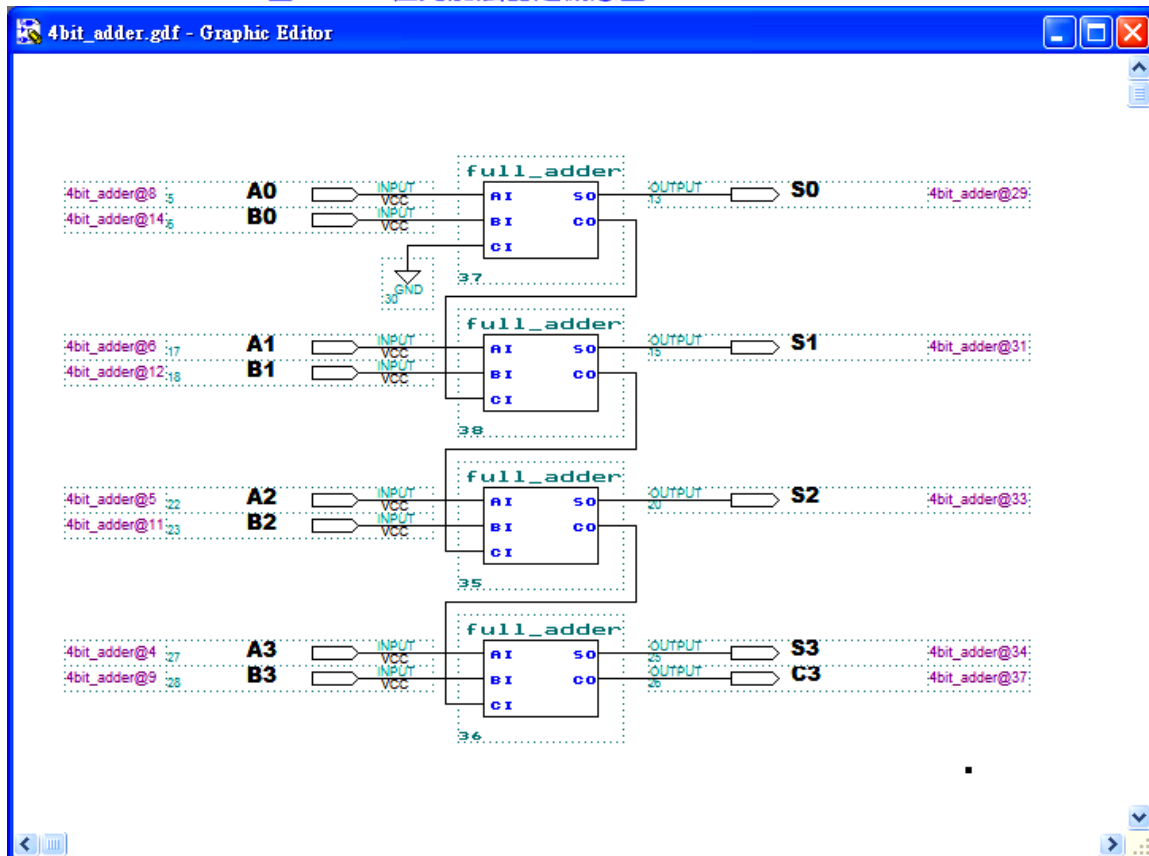 4bit_adder.gdf - Graphic Editor
full_adder
4bit_adder@8 5 A0 INPUT VCC AI SO OUTPUT 13 S0 4bit_adder@29
4bit_adder@14 6 B0 INPUT VCC BI CO
CI
30 GND
37
full_adder
4bit_adder@6 17 A1 INPUT VCC AI SO OUTPUT 15 S1 4bit_adder@31
4bit_adder@12 18 B1 INPUT VCC BI CO
CI
38
full_adder
4bit_adder@5 22 A2 INPUT VCC AI SO OUTPUT 20 S2 4bit_adder@33
4bit_adder@11 23 B2 INPUT VCC BI CO
CI
35
full_adder
4bit_adder@4 27 A3 INPUT VCC AI SO OUTPUT 25 S3 4bit_adder@34
4bit_adder@9 28 B3 INPUT VCC BI CO OUTPUT 26 C3 4bit_adder@37
CI
36